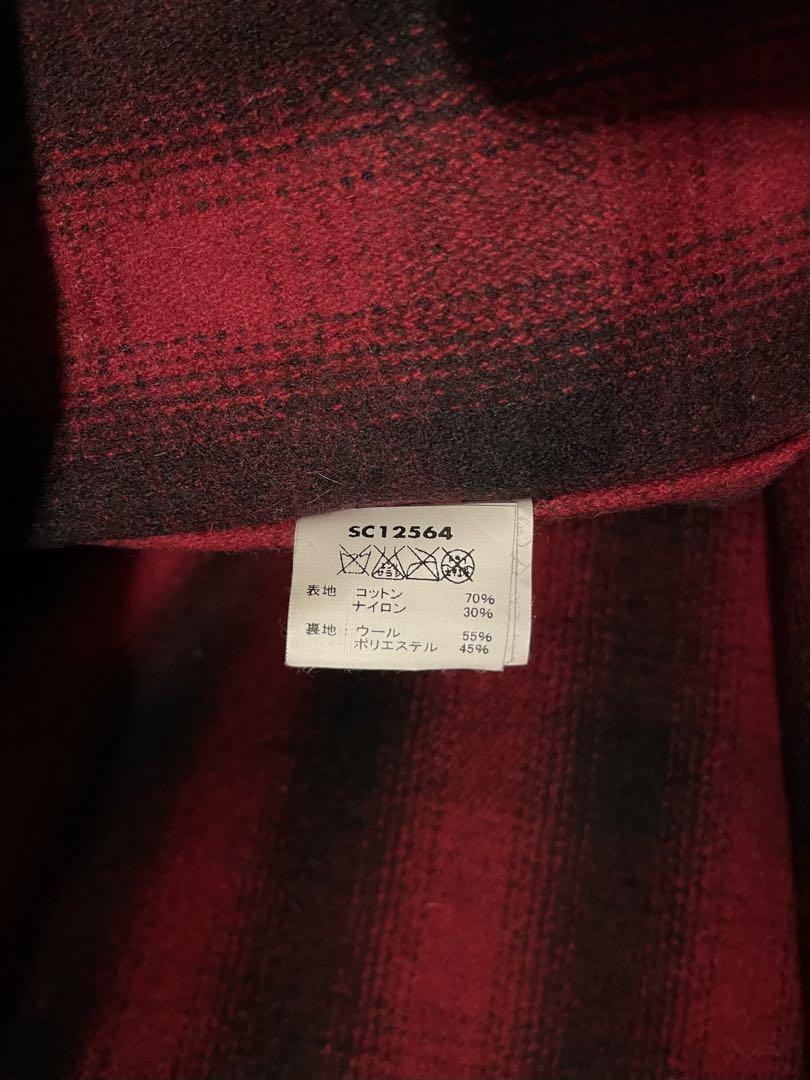 SC12564
表地 コットン 70%
ナイロン 30%
裏地：ウール 55%
ポリエステル 45%